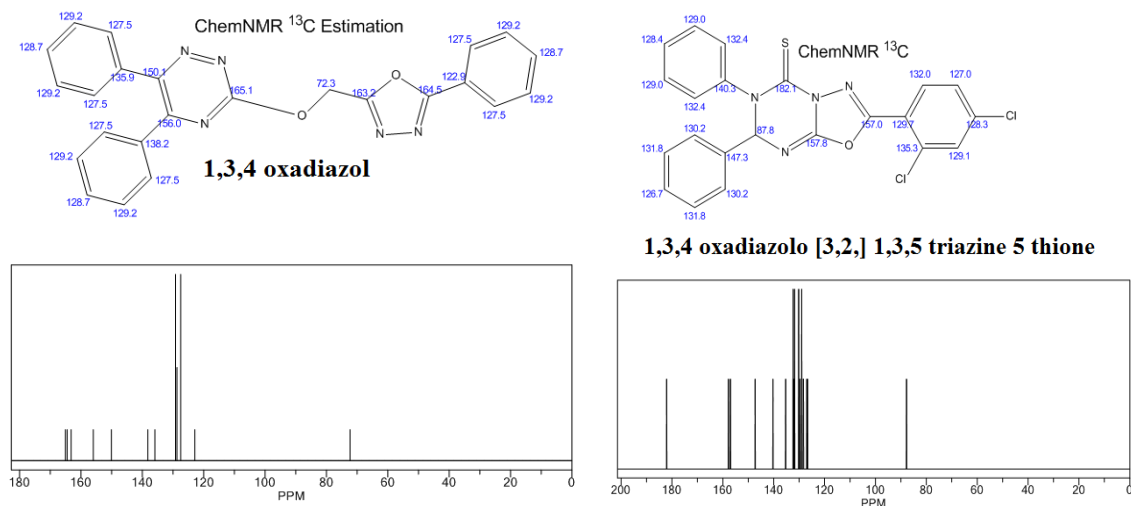 ChemNMR ¹³C Estimation
129.2
127.5
128.7
129.2
135.9
127.5
150.1
N
N
165.1
N
156.0
O
72.3
163.2
O
164.5
N
N
122.9
127.5
129.2
128.7
129.2
127.5
127.5
138.2
129.2
127.5
128.7
129.2
1,3,4 oxadiazol
180 160 140 120 100 80 60 40 20 0
PPM
ChemNMR ¹³C
129.0
128.4
132.4
129.0
140.3
132.4
S
182.1
N
N
N
87.8
N
157.8
O
157.0
129.7
132.0
127.0
128.3
Cl
129.1
135.3
Cl
130.2
131.8
147.3
126.7
130.2
131.8
1,3,4 oxadiazolo [3,2,] 1,3,5 triazine 5 thione
200 180 160 140 120 100 80 60 40 20 0
PPM